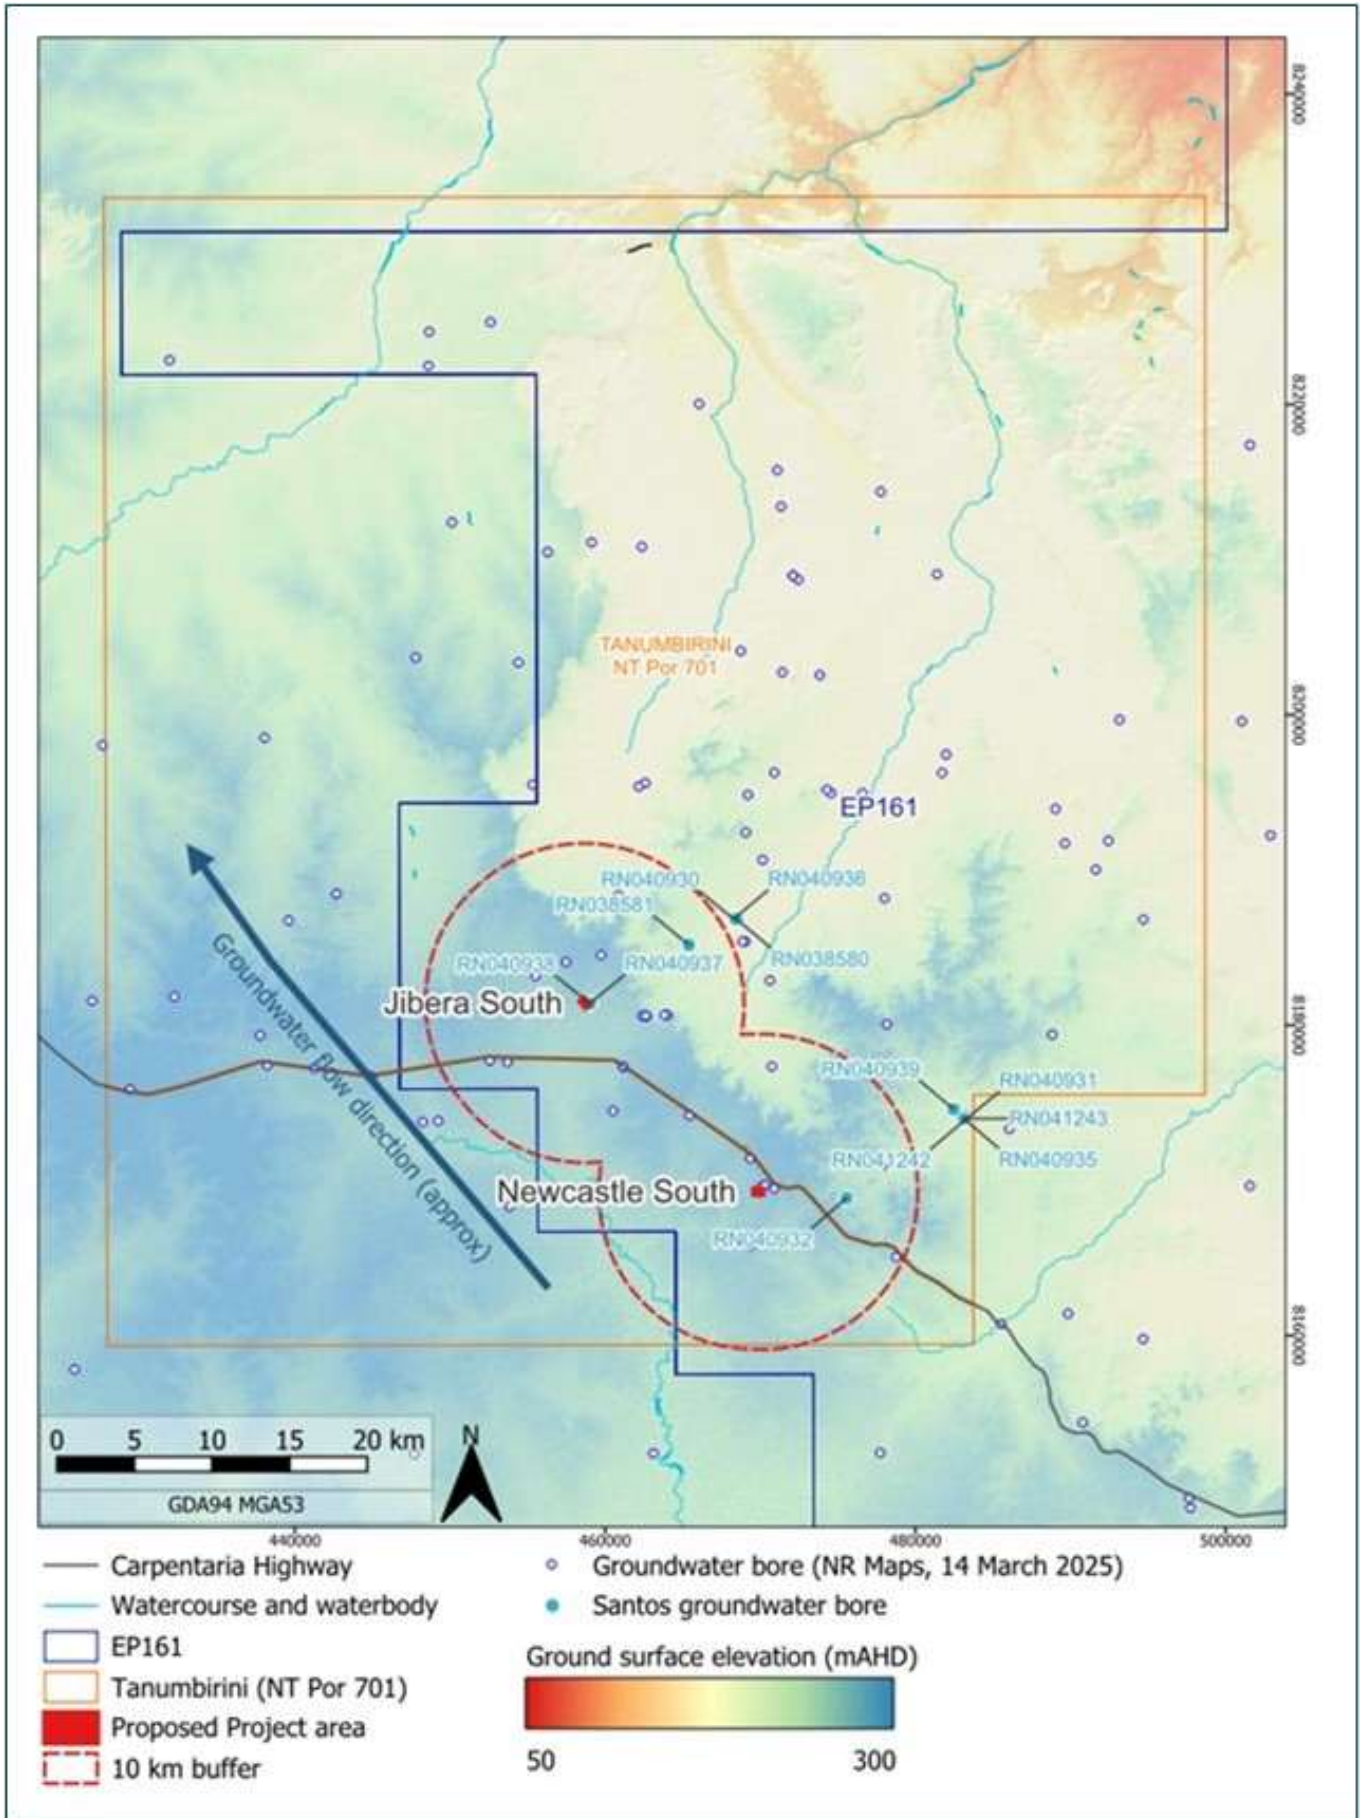 8240000
8220000
TANUMBIRINI
NT Por 701
8200000
EP161
RN040930
RN040936
RN038581
RN038580
RN040938
RN040937
Jibera South
8180000
Groundwater flow direction (approx)
RN040939
RN040931
RN041243
RN041242
RN040935
Newcastle South
RN040932
8160000
0 5 10 15 20 km
N
GDA94 MGA53
440000 460000 480000 500000
Carpentaria Highway
Watercourse and waterbody
EP161
Tanumbirini (NT Por 701)
Proposed Project area
10 km buffer
Groundwater bore (NR Maps, 14 March 2025)
Santos groundwater bore
Ground surface elevation (mAHD)
50 300